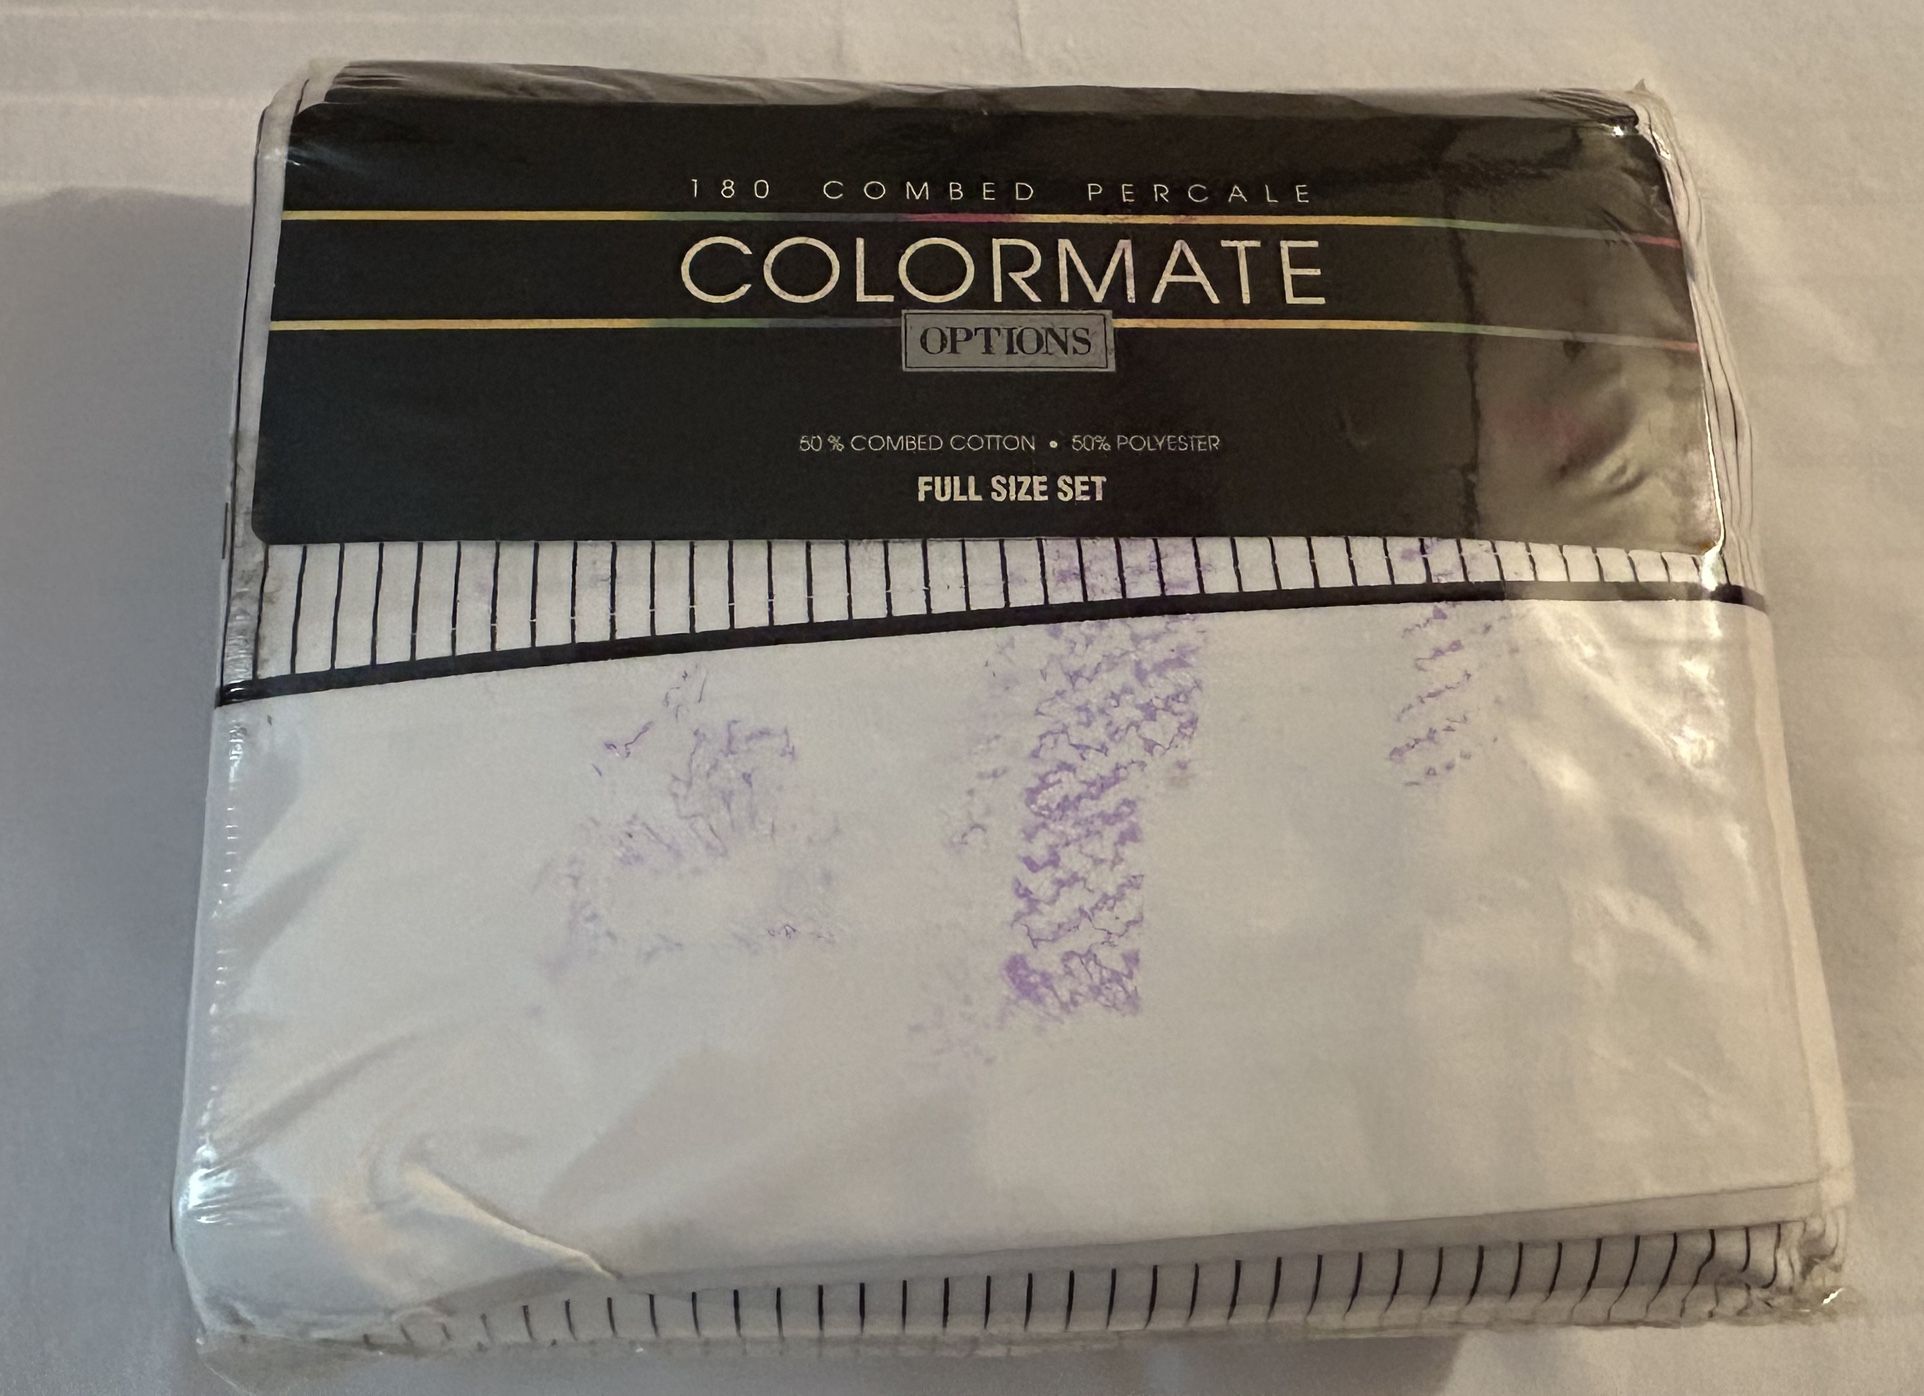 180 COMBED PERCALE
COLORMATE
OPTIONS
50% COMBED COTTON • 50% POLYESTER
FULL SIZE SET